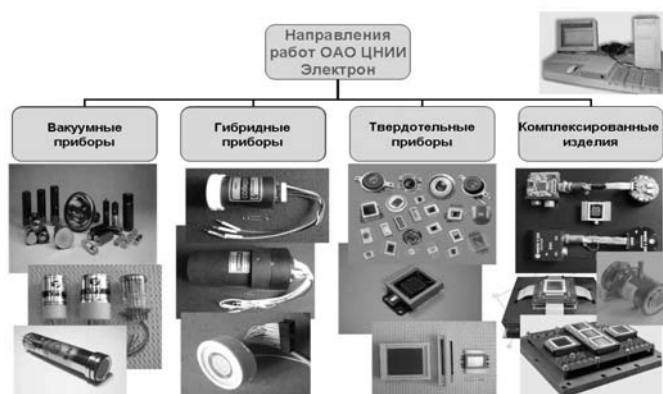 Направления
работ ОАО ЦНИИ
Электрон
Вакуумные
приборы
Гибридные
приборы
Твердотельные
приборы
Комплексированные
изделия